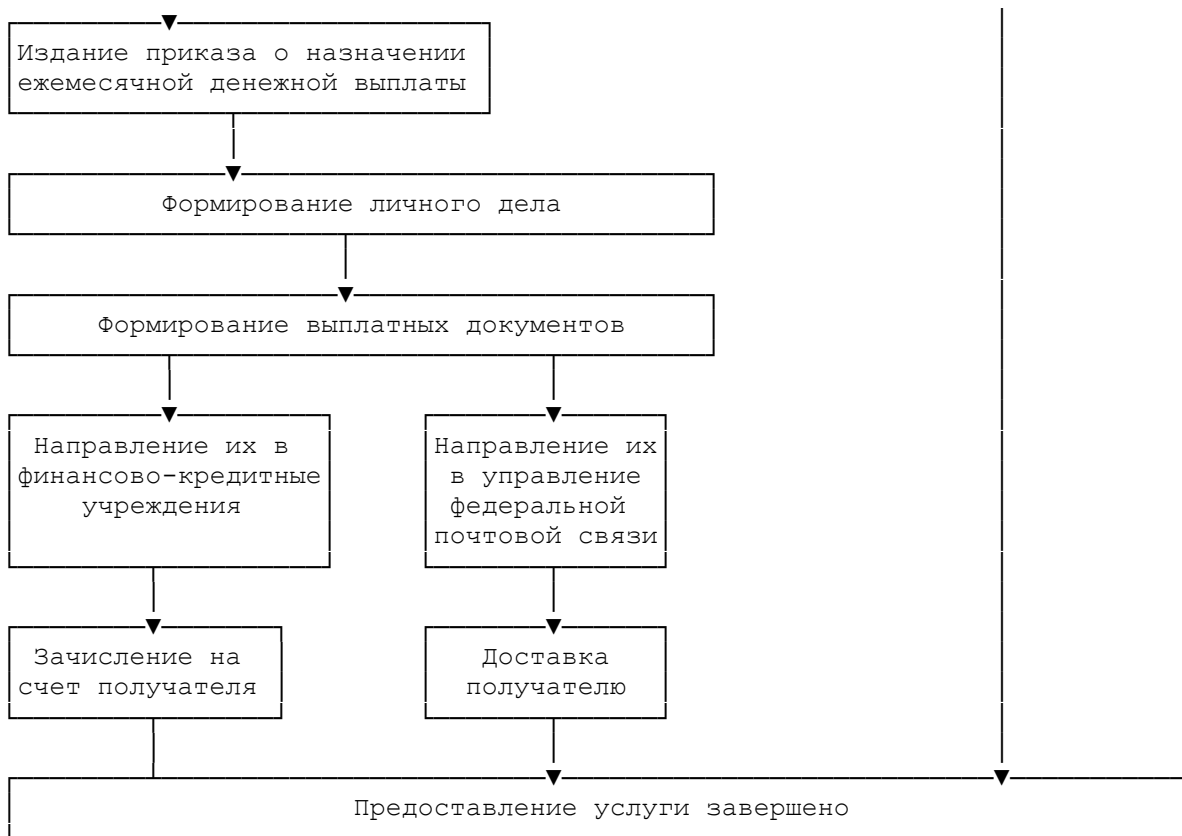 Издание приказа о назначении
ежемесячной денежной выплаты
Формирование личного дела
Формирование выплатных документов
Направление их в
финансово-кредитные
учреждения
Направление их
в управление
федеральной
почтовой связи
Зачисление на
счет получателя
Доставка
получателю
Предоставление услуги завершено